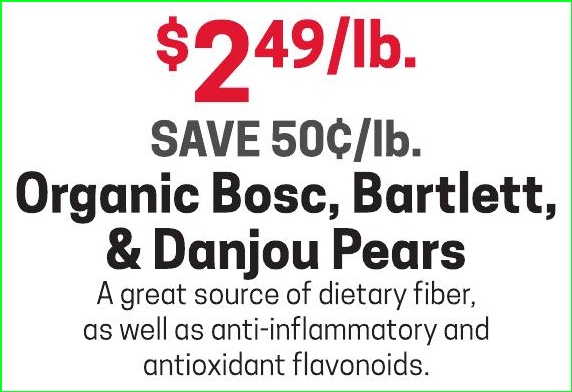 $2 49/lb.
SAVE 50¢/lb.
Organic Bosc, Bartlett,
& Danjou Pears
A great source of dietary fiber,
as well as anti-inflammatory and
antioxidant flavonoids.